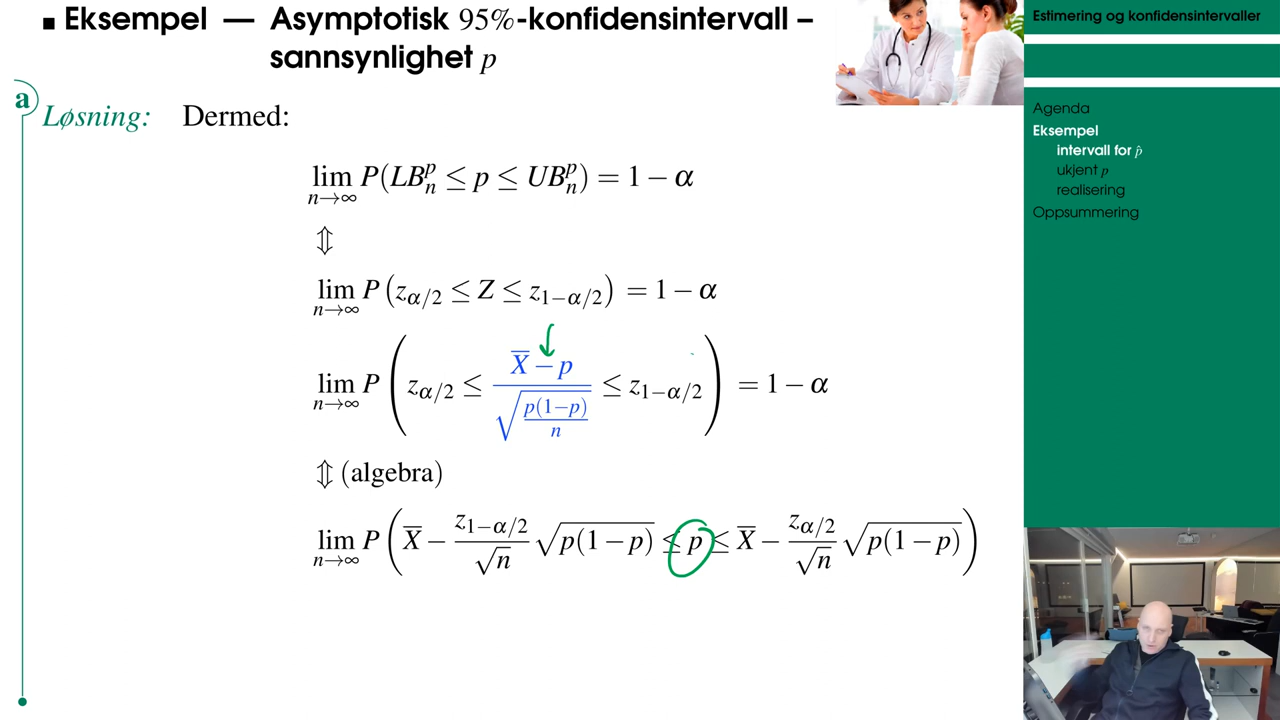 ▪ Eksempel — Asymptotisk 95%-konfidensintervall –
sannsynlighet p
a
Løsning: Dermed:
lim_{n→∞} P(LB_n^p ≤ p ≤ UB_n^p) = 1 − α
⇕
lim_{n→∞} P(z_{α/2} ≤ Z ≤ z_{1−α/2}) = 1 − α
lim_{n→∞} P(z_{α/2} ≤ (X̅ − p)/√(p(1−p)/n) ≤ z_{1−α/2}) = 1 − α
⇕ (algebra)
lim_{n→∞} P(X̅ − z_{1−α/2}/√n √(p(1−p)) ≤ p ≤ X̅ − z_{α/2}/√n √(p(1−p)))
Estimering og konfidensintervaller
Agenda
Eksempel
intervall for p̂
ukjent p
realisering
Oppsummering